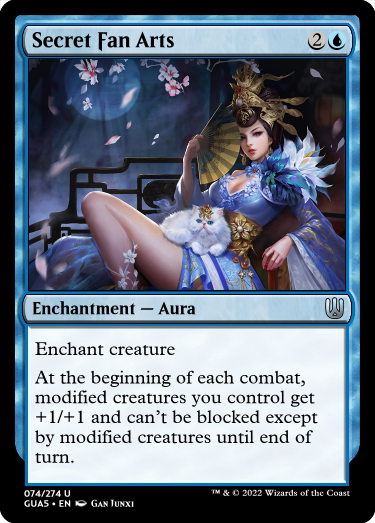 Secret Fan Arts 2
Enchantment — Aura
Enchant creature
At the beginning of each combat,
modified creatures you control get
+1/+1 and can't be blocked except
by modified creatures until end of
turn.
074/274 U
GUA5 • EN Gan Junxi
™ & © 2022 Wizards of the Coast